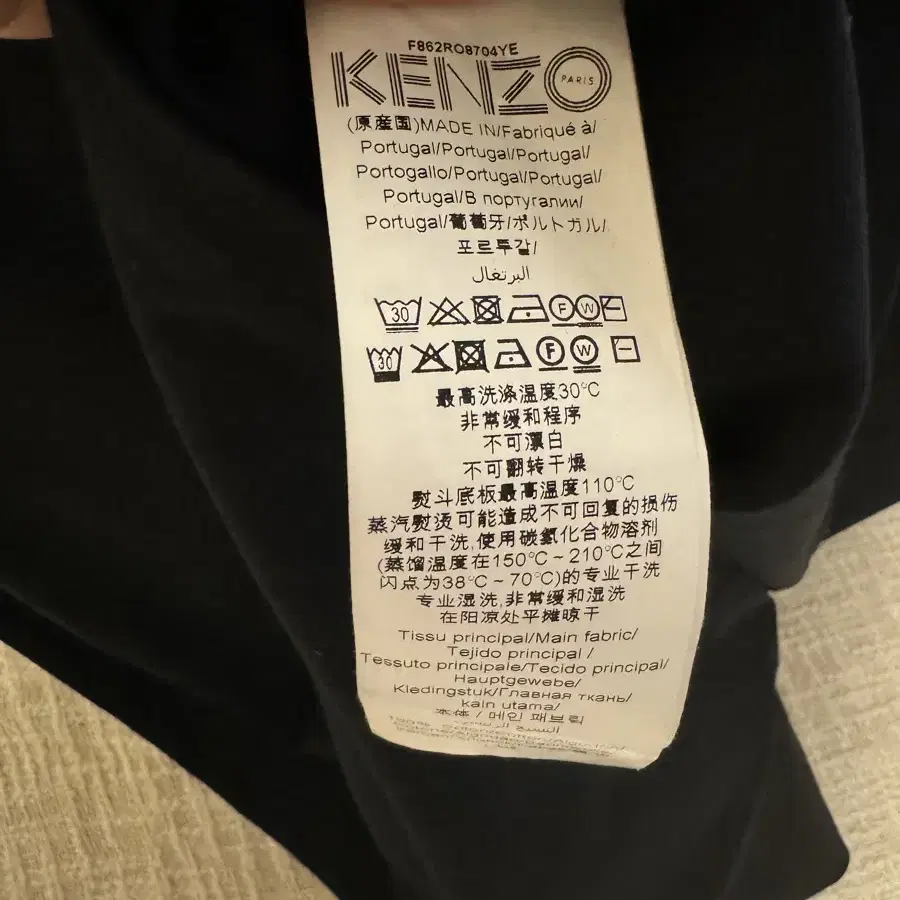 F862RO8704YE
KENZO
PARIS
(原産国)MADE IN/Fabriqué à/
Portugal/Portugal/Portugal/
Portogallo/Portugal/Portugal/
Portugal/В португалии/
Portugal/葡萄牙/ポルトガル/
포르투갈/
البرتغال
30 F W
30 F W
最高洗涤温度30°C
非常缓和程序
不可漂白
不可翻转干燥
熨斗底板最高温度110°C
蒸汽熨烫可能造成不可回复的损伤
缓和干洗,使用碳氢化合物溶剂
(蒸馏温度在150°C~210°C之间
闪点为38°C~70°C)的专业干洗
专业湿洗,非常缓和湿洗
在阳凉处平摊晾干
Tissu principal/Main fabric/
Tejido principal /
Tessuto principale/Tecido principal/
Hauptgewebe/
Kledingstuk/Главная ткань/
kain utama/
表体 / 메인 패브릭
النسيج الرئيسي
100%